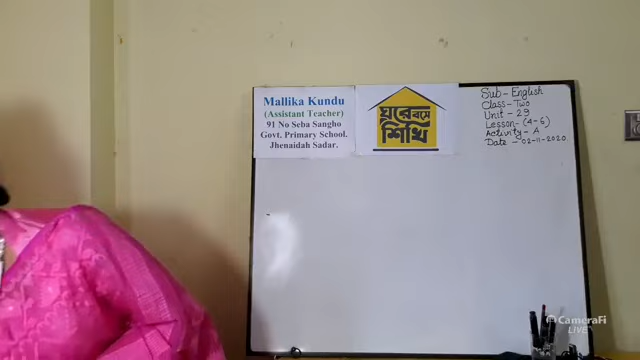 Mallika Kundu
(Assistant Teacher)
91 No Seba Sangho
Govt. Primary School.
Jhenaidah Sadar.
ঘরে বসে
শিখি
Sub- English
Class- Two
Unit - 29
Lesson- (4-6)
Activity - A
Date - 02-11-2020.
CameraFi
LIVE